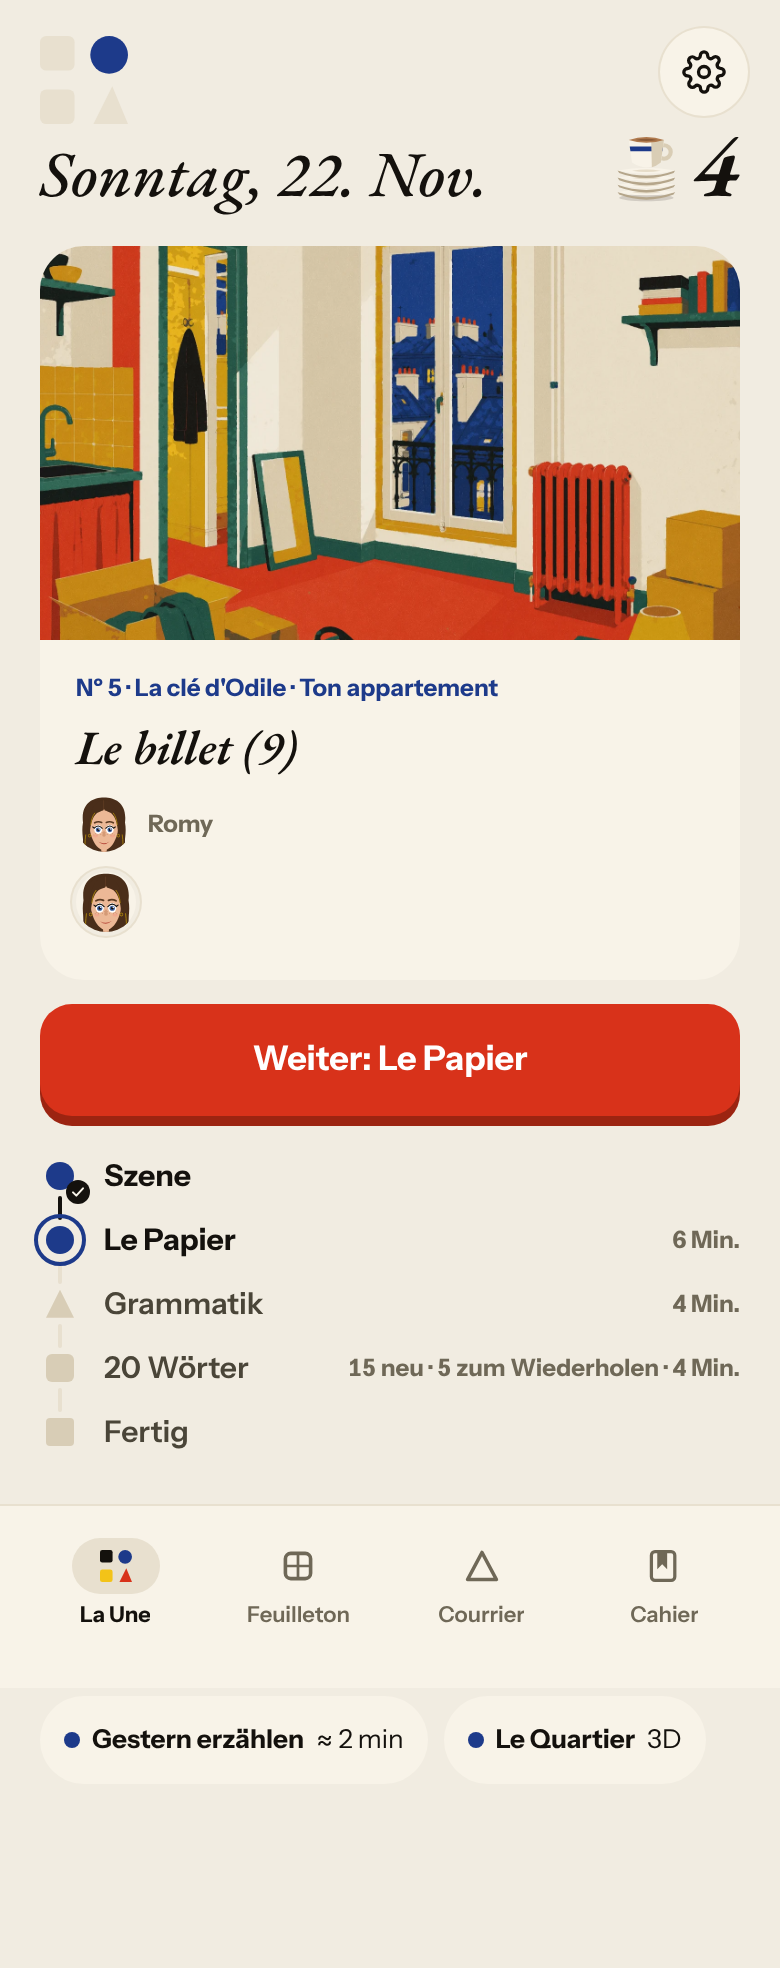 Sonntag, 22. Nov.
4
N° 5 · La clé d'Odile · Ton appartement
Le billet (9)
Romy
Weiter: Le Papier
Szene
Le Papier 6 Min.
Grammatik 4 Min.
20 Wörter 15 neu · 5 zum Wiederholen · 4 Min.
Fertig
La Une Feuilleton Courrier Cahier
Gestern erzählen ≈ 2 min Le Quartier 3D